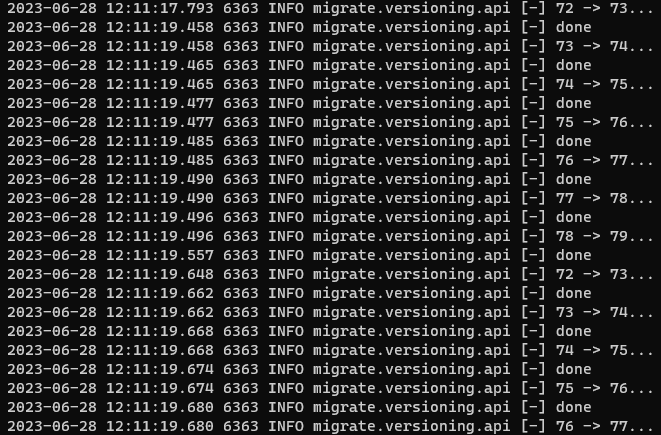 2023-06-28 12:11:17.793 6363 INFO migrate.versioning.api [-] 72 -> 73...
2023-06-28 12:11:19.458 6363 INFO migrate.versioning.api [-] done
2023-06-28 12:11:19.458 6363 INFO migrate.versioning.api [-] 73 -> 74...
2023-06-28 12:11:19.465 6363 INFO migrate.versioning.api [-] done
2023-06-28 12:11:19.465 6363 INFO migrate.versioning.api [-] 74 -> 75...
2023-06-28 12:11:19.477 6363 INFO migrate.versioning.api [-] done
2023-06-28 12:11:19.477 6363 INFO migrate.versioning.api [-] 75 -> 76...
2023-06-28 12:11:19.485 6363 INFO migrate.versioning.api [-] done
2023-06-28 12:11:19.485 6363 INFO migrate.versioning.api [-] 76 -> 77...
2023-06-28 12:11:19.490 6363 INFO migrate.versioning.api [-] done
2023-06-28 12:11:19.490 6363 INFO migrate.versioning.api [-] 77 -> 78...
2023-06-28 12:11:19.496 6363 INFO migrate.versioning.api [-] done
2023-06-28 12:11:19.496 6363 INFO migrate.versioning.api [-] 78 -> 79...
2023-06-28 12:11:19.557 6363 INFO migrate.versioning.api [-] done
2023-06-28 12:11:19.648 6363 INFO migrate.versioning.api [-] 72 -> 73...
2023-06-28 12:11:19.662 6363 INFO migrate.versioning.api [-] done
2023-06-28 12:11:19.662 6363 INFO migrate.versioning.api [-] 73 -> 74...
2023-06-28 12:11:19.668 6363 INFO migrate.versioning.api [-] done
2023-06-28 12:11:19.668 6363 INFO migrate.versioning.api [-] 74 -> 75...
2023-06-28 12:11:19.674 6363 INFO migrate.versioning.api [-] done
2023-06-28 12:11:19.674 6363 INFO migrate.versioning.api [-] 75 -> 76...
2023-06-28 12:11:19.680 6363 INFO migrate.versioning.api [-] done
2023-06-28 12:11:19.680 6363 INFO migrate.versioning.api [-] 76 -> 77...